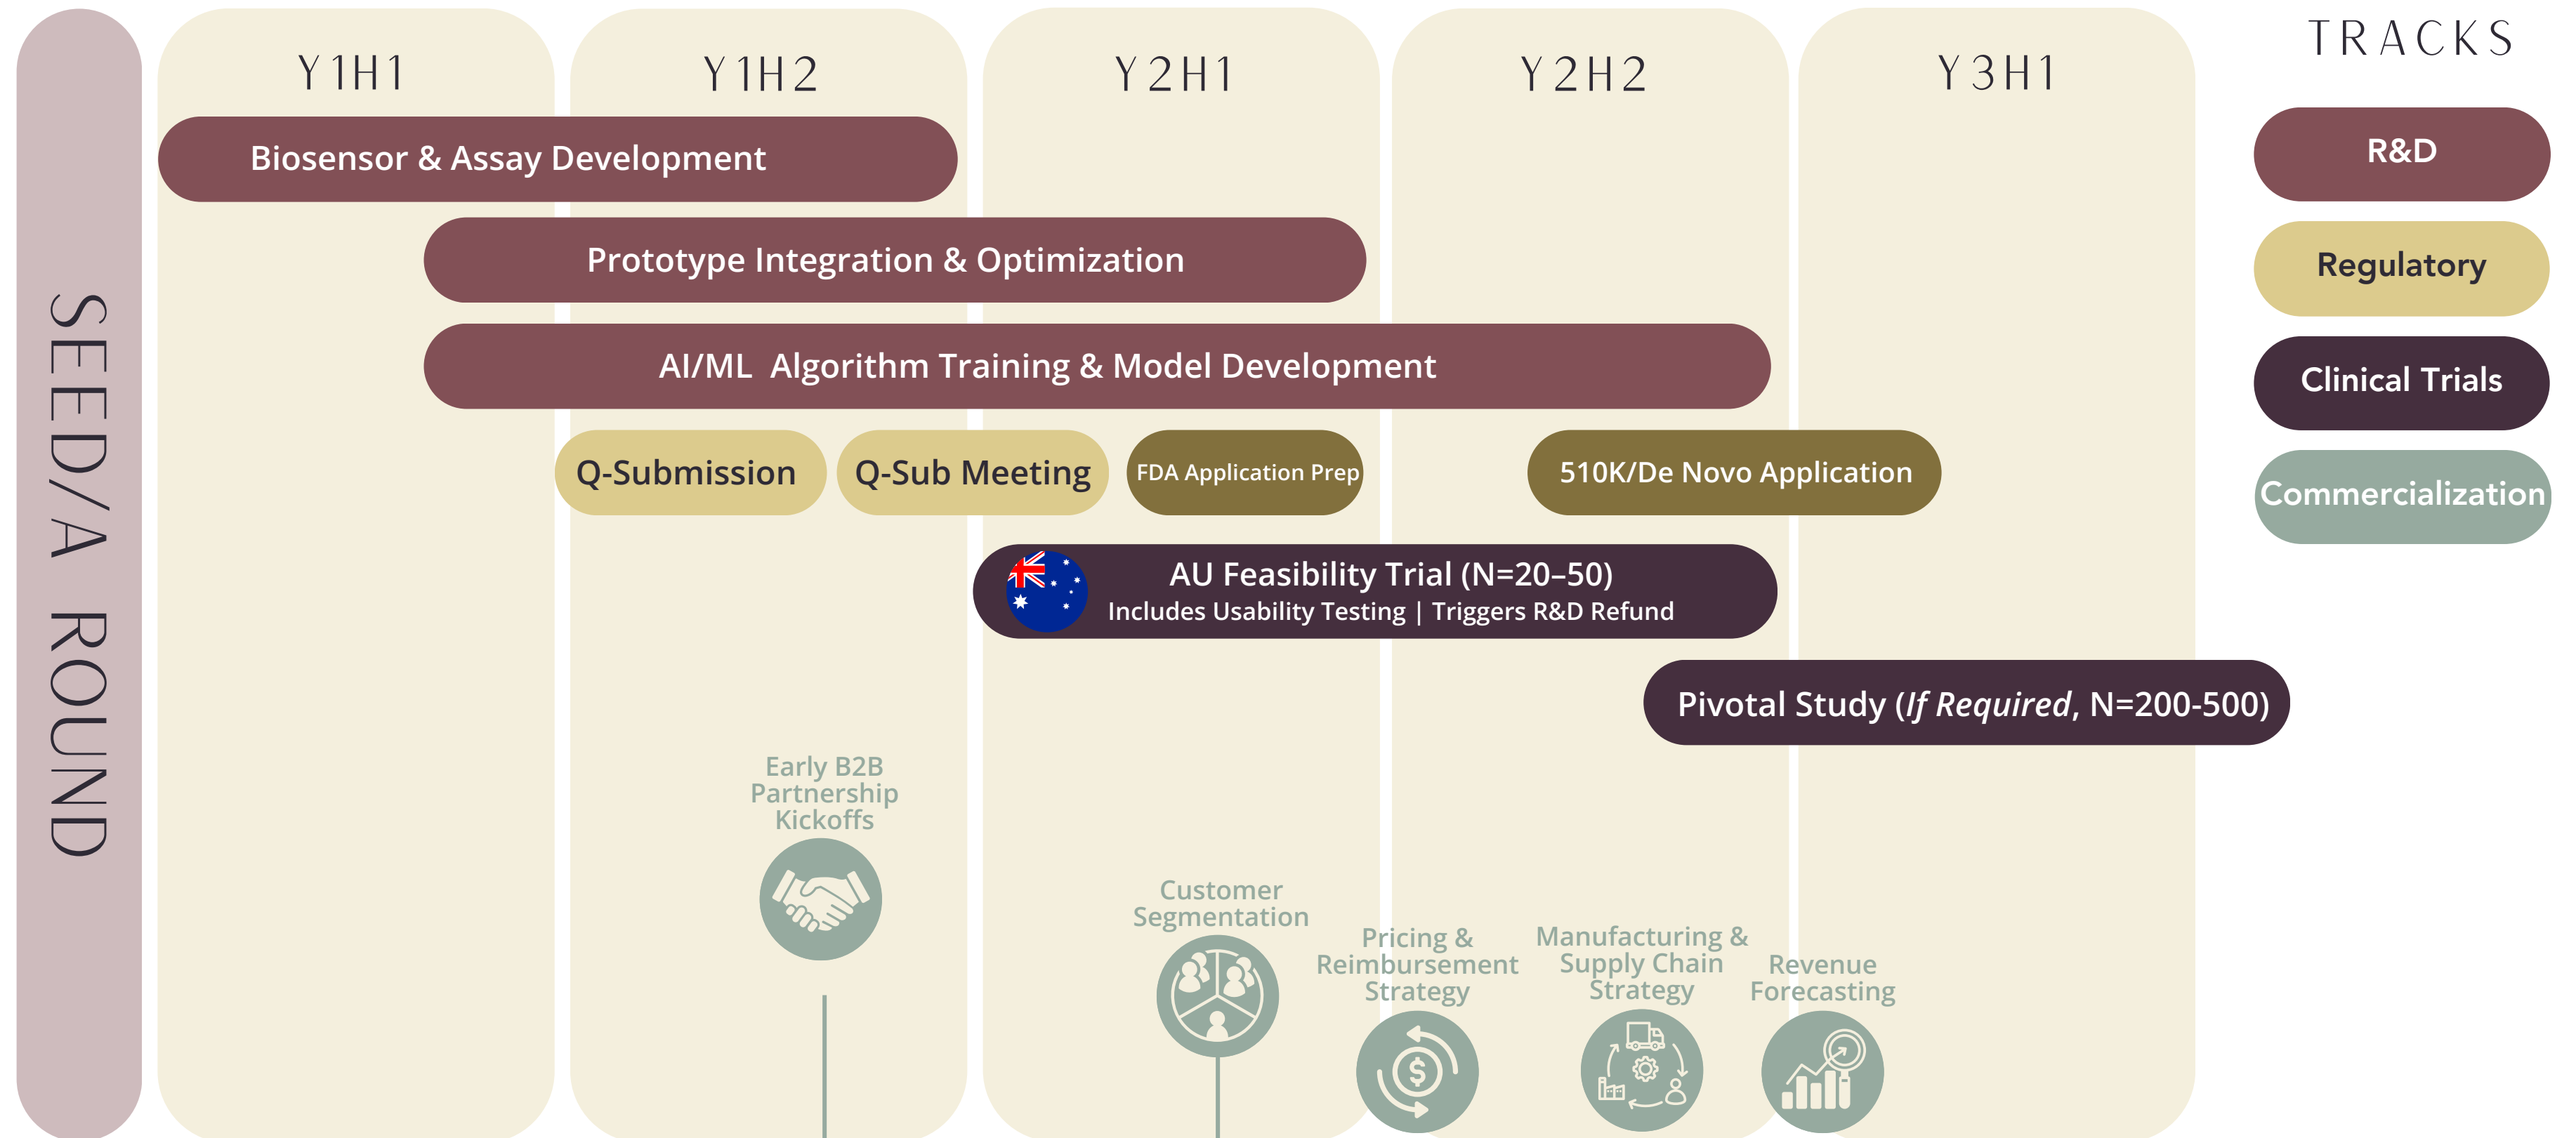 SEED/A ROUND
Y1H1
Y1H2
Y2H1
Y2H2
Y3H1
TRACKS
Biosensor & Assay Development
Prototype Integration & Optimization
AI/ML  Algorithm Training & Model Development
Q-Submission
Q-Sub Meeting
FDA Application Prep
510K/De Novo Application
AU Feasibility Trial (N=20–50)
Includes Usability Testing | Triggers R&D Refund
Pivotal Study (If Required, N=200-500)
Early B2B
Partnership
Kickoffs
Customer
Segmentation
Pricing &
Reimbursement
Strategy
$
Manufacturing &
Supply Chain
Strategy
Revenue
Forecasting
R&D
Regulatory
Clinical Trials
Commercialization